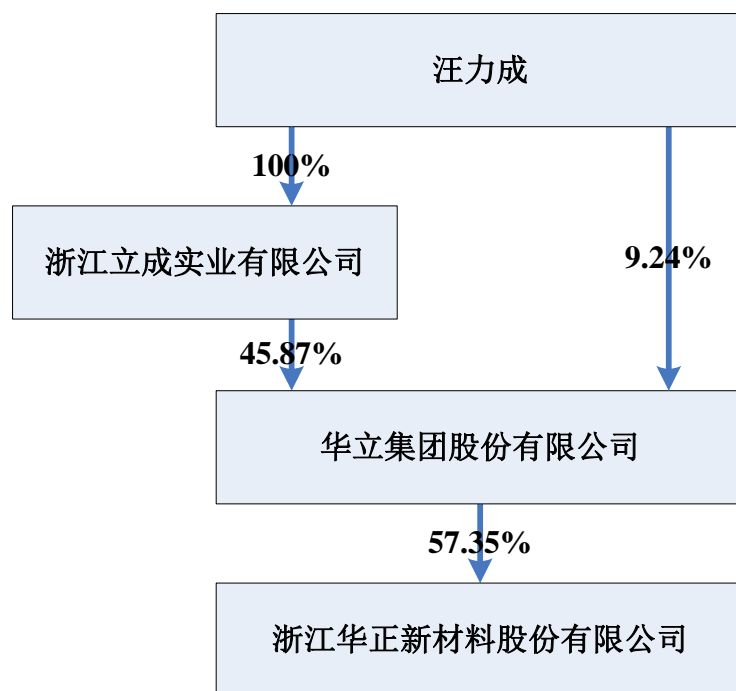 汪力成
100%
浙江立成实业有限公司
9.24%
45.87%
华立集团股份有限公司
57.35%
浙江华正新材料股份有限公司